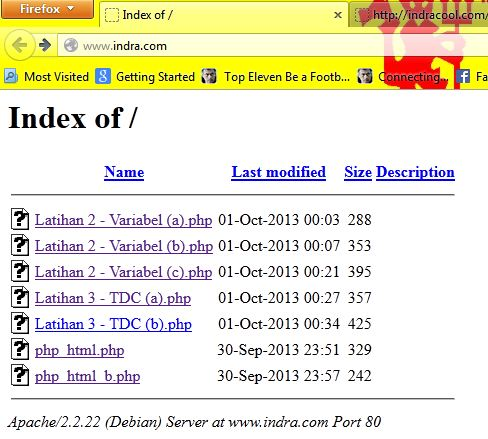 Firefox
Index of /
http://indracool.com/
www.indra.com
Most Visited Getting Started Top Eleven Be a Footb... Connecting... Fa
Index of /
Name Last modified Size Description
Latihan 2 - Variabel (a).php 01-Oct-2013 00:03 288
Latihan 2 - Variabel (b).php 01-Oct-2013 00:07 353
Latihan 2 - Variabel (c).php 01-Oct-2013 00:21 395
Latihan 3 - TDC (a).php 01-Oct-2013 00:27 357
Latihan 3 - TDC (b).php 01-Oct-2013 00:34 425
php_html.php 30-Sep-2013 23:51 329
php_html_b.php 30-Sep-2013 23:57 242
Apache/2.2.22 (Debian) Server at www.indra.com Port 80